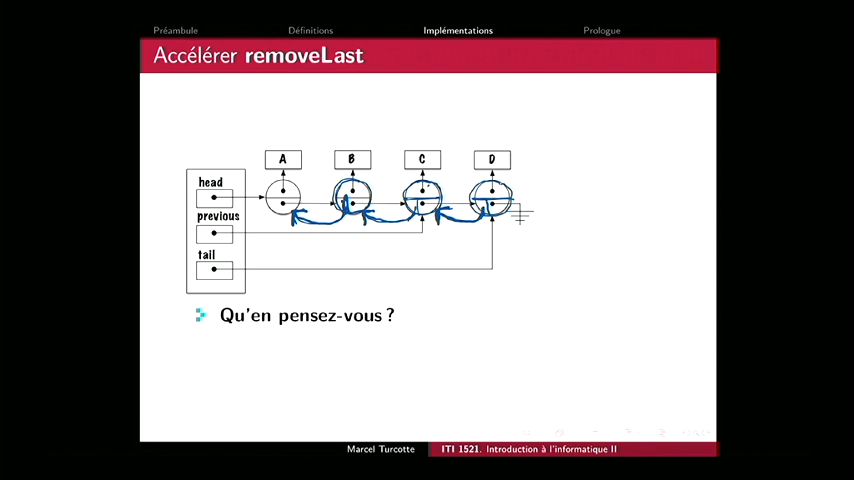 Préambule Définitions Implémentations Prologue
Accélérer removeLast
A B C D
head
previous
tail
Qu'en pensez-vous ?
Marcel Turcotte ITI 1521. Introduction à l'informatique II